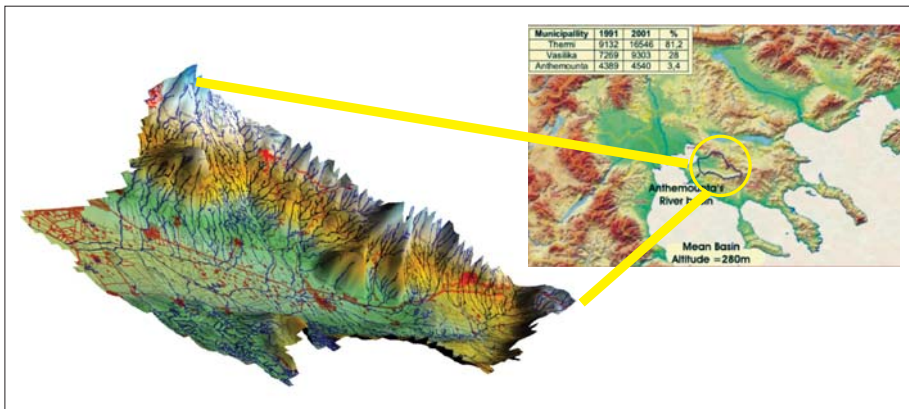 Municipallity 1991 2001 %
Thermi 9132 16546 81,2
Vasilika 7269 9303 28
Anthemounta 4389 4540 3,4
Anthemounta's
River basin
Mean Basin
Altitude =280m